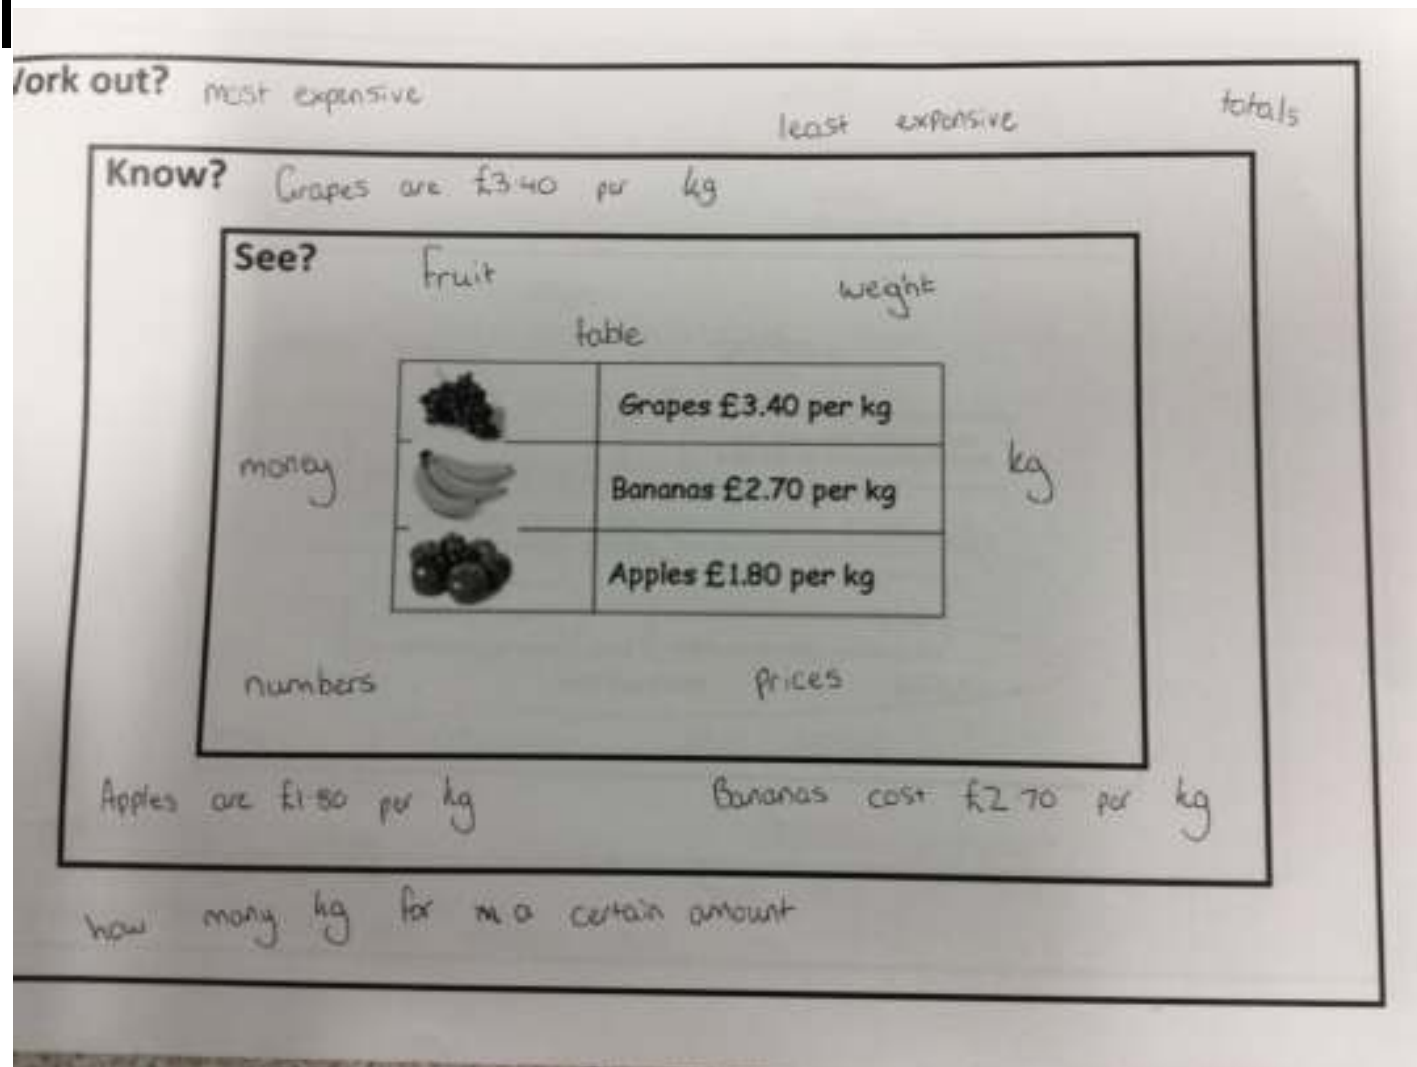 Work out? most expensive
least expensive
totals
Know? Grapes are £3.40 per kg
See? fruit
weight
table
Grapes £3.40 per kg
money
Bananas £2.70 per kg
kg
Apples £1.80 per kg
numbers
prices
Apples are £1 80 per kg
Bananas cost £2 70 per kg
how many kg for a certain amount